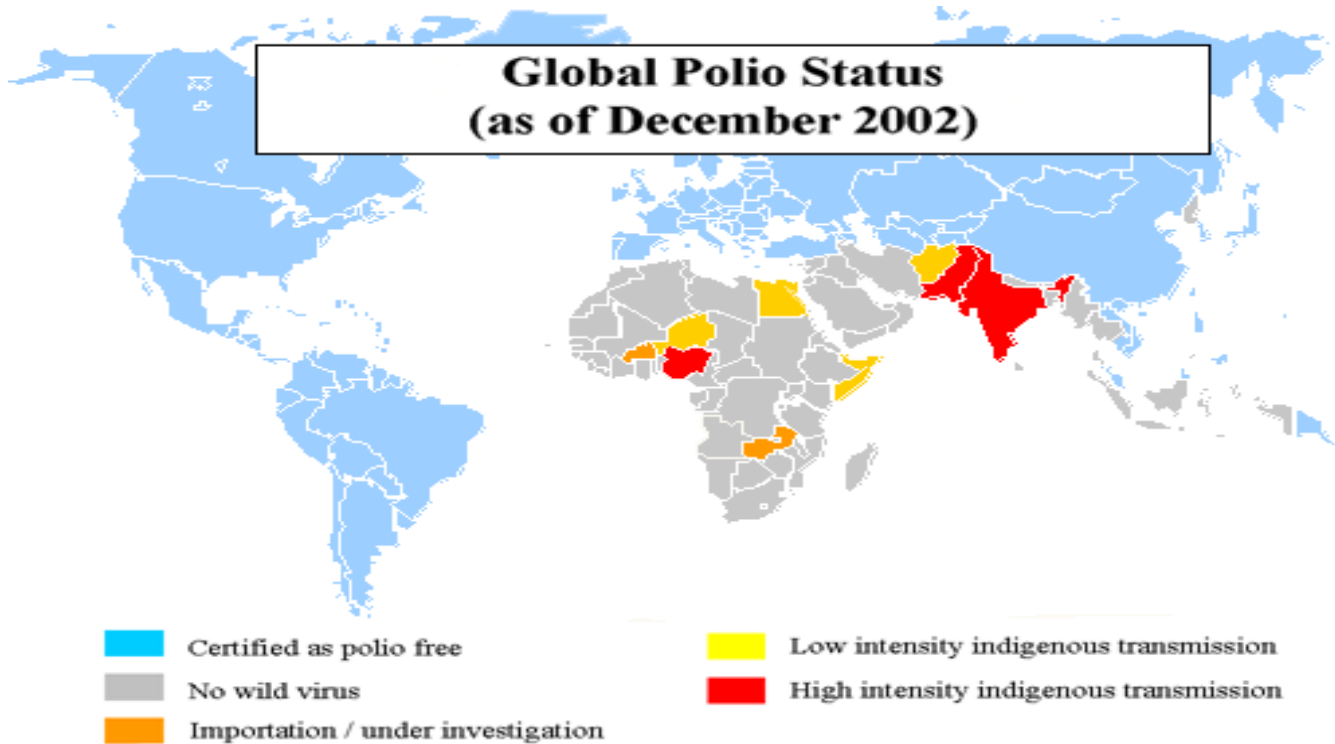 Global Polio Status
(as of December 2002)
Certified as polio free
No wild virus
Importation / under investigation
Low intensity indigenous transmission
High intensity indigenous transmission